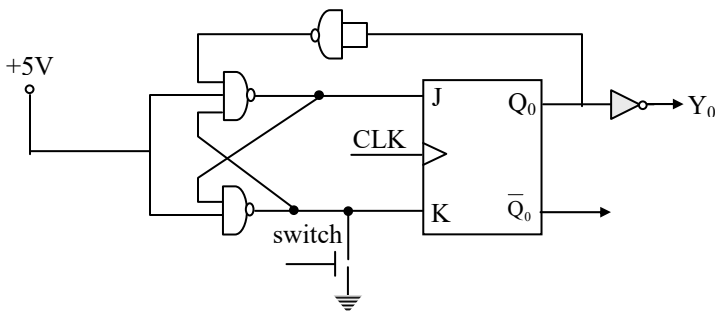 +5V
J
Q₀
Y₀
CLK
K
Q̅₀
switch